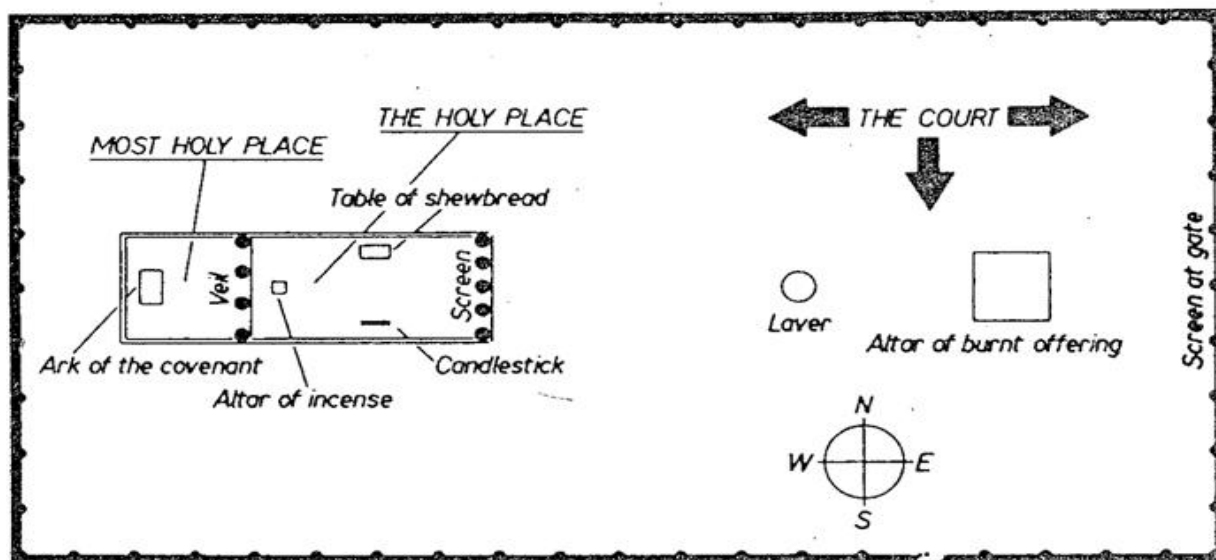 THE HOLY PLACE
THE COURT
MOST HOLY PLACE
Table of shewbread
Veil
Screen
Screen at gate
Laver
Altar of burnt offering
Ark of the covenant
Candlestick
Altar of incense
N
W
E
S